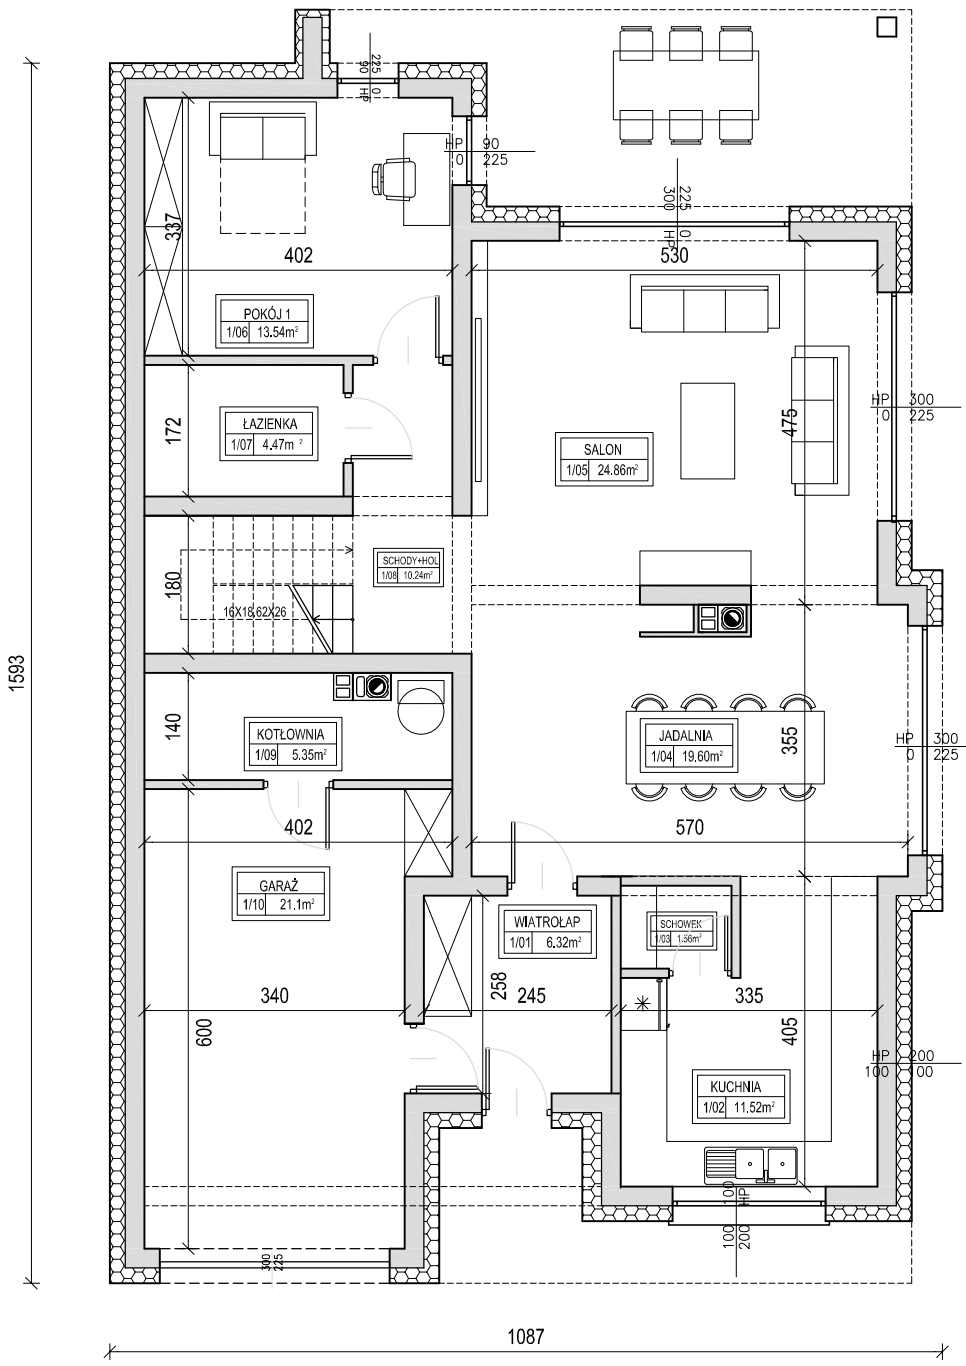 225 0
90 HP
HP 90
0 225
225 0
300 HP
337
402
530
POKÓJ 1
1/06 13.54m²
HP 300
0 225
172
ŁAZIENKA
1/07 4.47m²
475
SALON
1/05 24.86m²
180
SCHODY+HOL
1/08 10.24m²
16X18,62X26
1593
140
KOTŁOWNIA
1/09 5.35m²
JADALNIA
1/04 19.60m²
355
HP 300
0 225
402
570
GARAŻ
1/10 21.1m²
WIATROŁAP
1/01 6.32m²
SCHOWEK
1/03 1.56m²
258
340
245
335
600
405
HP 200
100 100
KUCHNIA
1/02 11.52m²
100 HP
100 200
300
225
1087